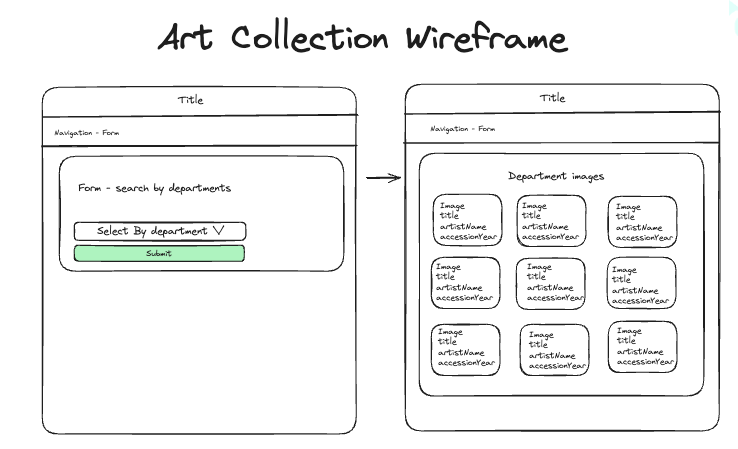 Art Collection Wireframe
Title
Navigation - Form
Form - search by departments
Select By department
Submit
Title
Navigation - Form
Department images
Image
title
artistName
accessionYear
Image
title
artistName
accessionYear
Image
title
artistName
accessionYear
Image
title
artistName
accessionYear
Image
title
artistName
accessionYear
Image
title
artistName
accessionYear
Image
title
artistName
accessionYear
Image
title
artistName
accessionYear
Image
title
artistName
accessionYear